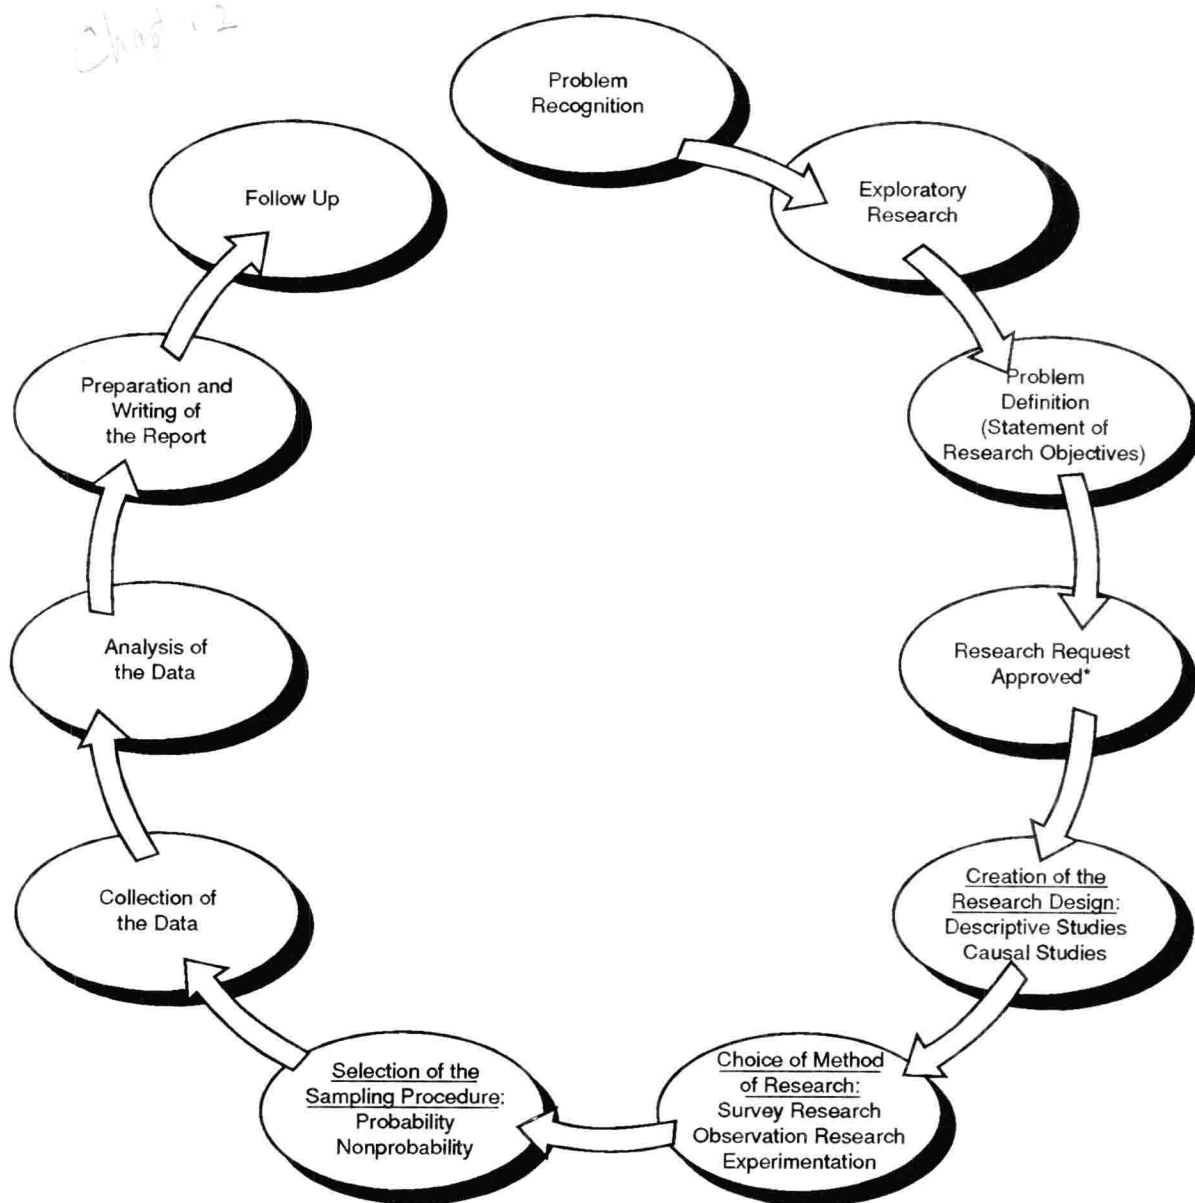 Problem
Recognition
Exploratory
Research
Problem
Definition
(Statement of
Research Objectives)
Research Request
Approved*
Creation of the
Research Design:
Descriptive Studies
Causal Studies
Choice of Method
of Research:
Survey Research
Observation Research
Experimentation
Selection of the
Sampling Procedure:
Probability
Nonprobability
Collection of
the Data
Analysis of
the Data
Preparation and
Writing of
the Report
Follow Up